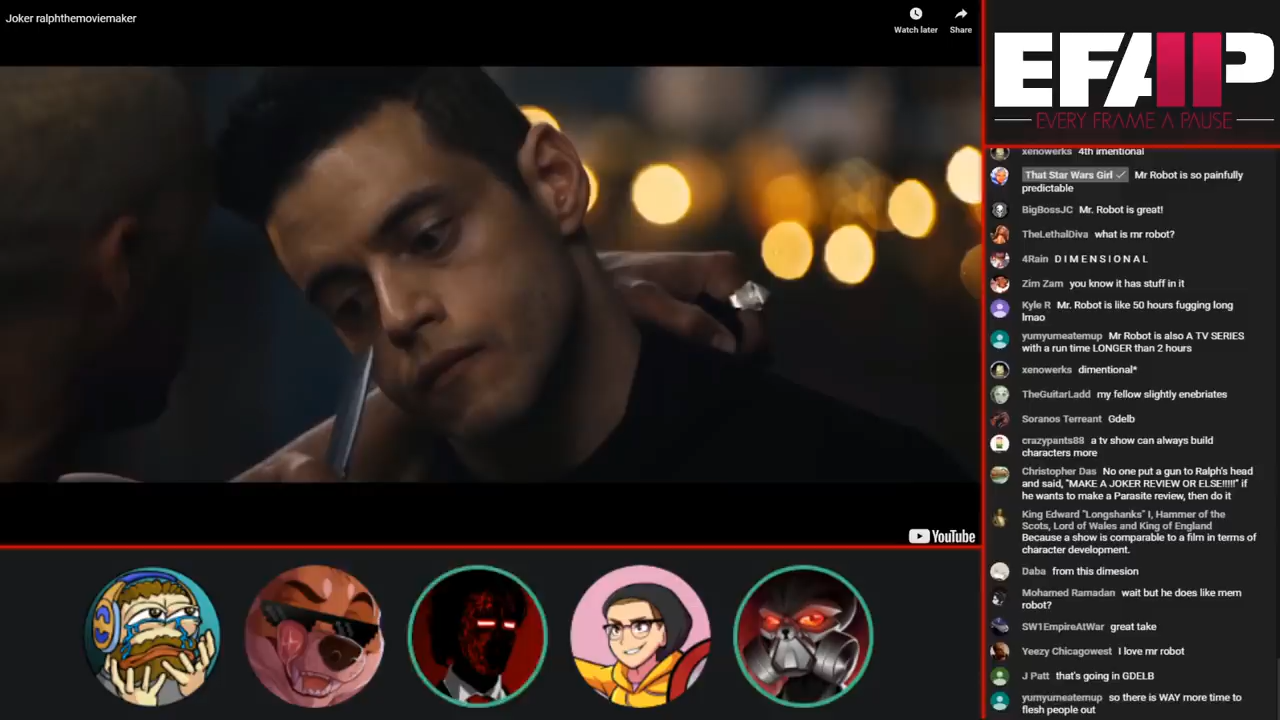 Joker ralphthemoviemaker
Watch later
Share
YouTube
EFAP
EVERY FRAME A PAUSE
xenowerks 4th imentional
That Star Wars Girl ✓ Mr Robot is so painfully
predictable
BigBossJC Mr. Robot is great!
TheLethalDiva what is mr robot?
4Rain D I M E N S I O N A L
Zim Zam you know it has stuff in it
Kyle R Mr. Robot is like 50 hours fugging long
lmao
yumyumeatemup Mr Robot is also A TV SERIES
with a run time LONGER than 2 hours
xenowerks dimentional*
TheGuitarLadd my fellow slightly enebriates
Soranos Terreant Gdelb
crazypants88 a tv show can always build
characters more
Christopher Das No one put a gun to Ralph's head
and said, "MAKE A JOKER REVIEW OR ELSE!!!!!" if
he wants to make a Parasite review, then do it
King Edward "Longshanks" I, Hammer of the
Scots, Lord of Wales and King of England
Because a show is comparable to a film in terms of
character development.
Daba from this dimesion
Mohamed Ramadan wait but he does like mem
robot?
SW1EmpireAtWar great take
Yeezy Chicagowest I love mr robot
J Patt that's going in GDELB
yumyumeatemup so there is WAY more time to
flesh people out